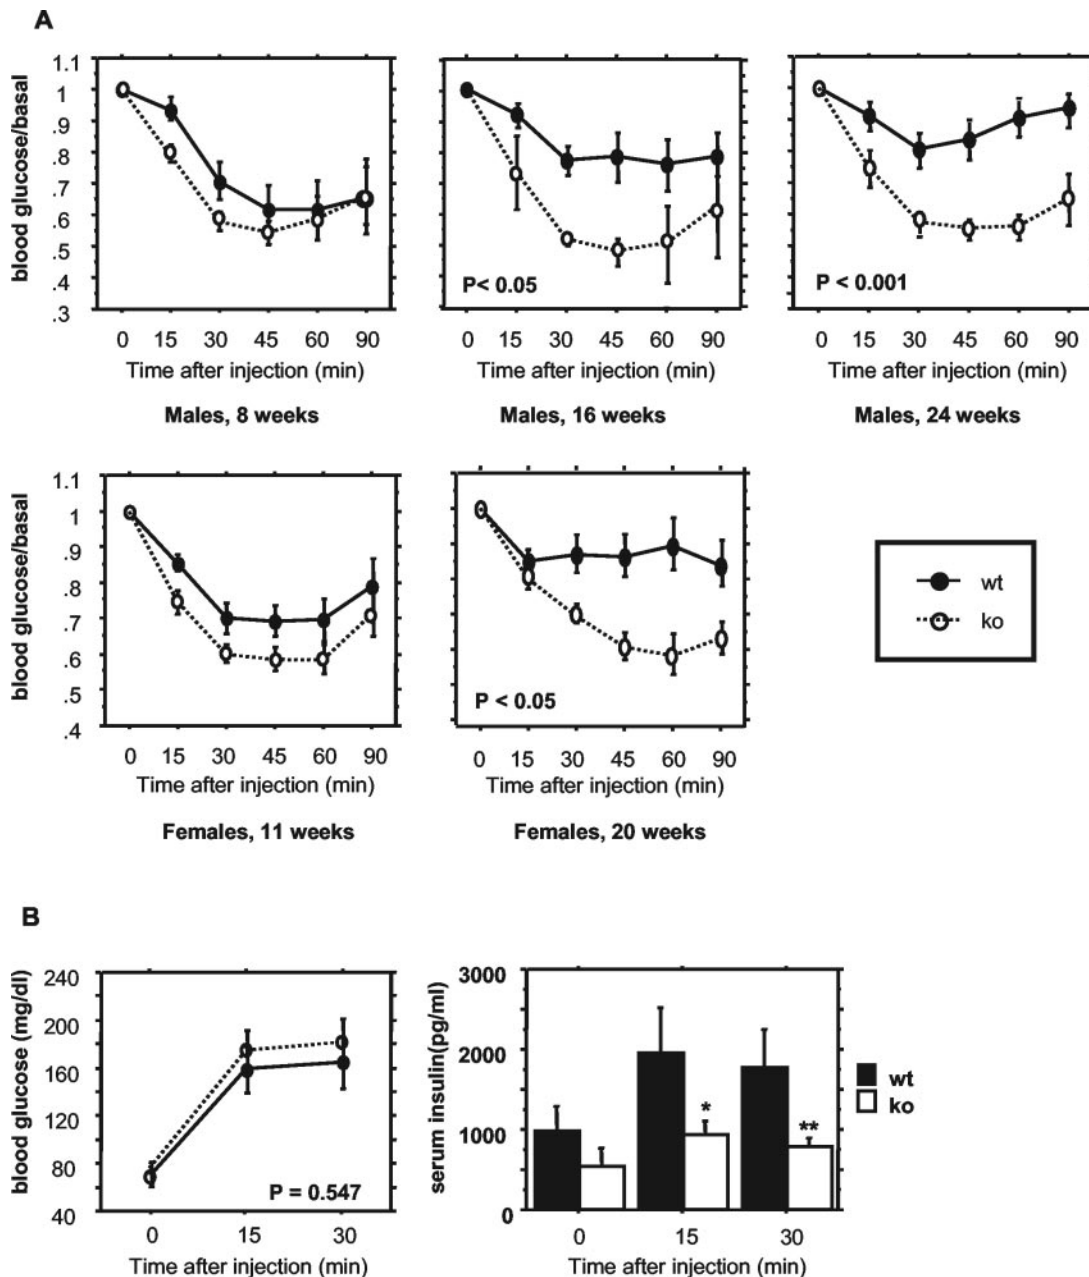 A
blood glucose/basal
1.1
1
.9
.8
.7
.6
.5
.4
.3
0 15 30 45 60 90
Time after injection (min)
Males, 8 weeks
P< 0.05
0 15 30 45 60 90
Time after injection (min)
Males, 16 weeks
P < 0.001
0 15 30 45 60 90
Time after injection (min)
Males, 24 weeks
blood glucose/basal
1.1
1
.9
.8
.7
.6
.5
.4
0 15 30 45 60 90
Time after injection (min)
Females, 11 weeks
P < 0.05
0 15 30 45 60 90
Time after injection (min)
Females, 20 weeks
wt
ko
B
blood glucose (mg/dl)
240
200
160
120
80
40
P = 0.547
0 15 30
Time after injection (min)
serum insulin(pg/ml)
3000
2000
1000
0
*
**
0 15 30
Time after injection (min)
wt
ko